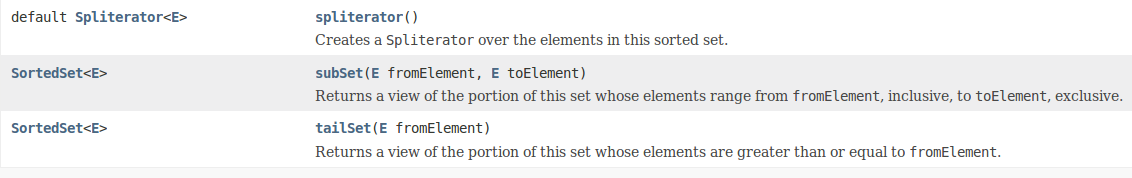 default Spliterator<E> spliterator()
Creates a Spliterator over the elements in this sorted set.
SortedSet<E> subSet(E fromElement, E toElement)
Returns a view of the portion of this set whose elements range from fromElement, inclusive, to toElement, exclusive.
SortedSet<E> tailSet(E fromElement)
Returns a view of the portion of this set whose elements are greater than or equal to fromElement.